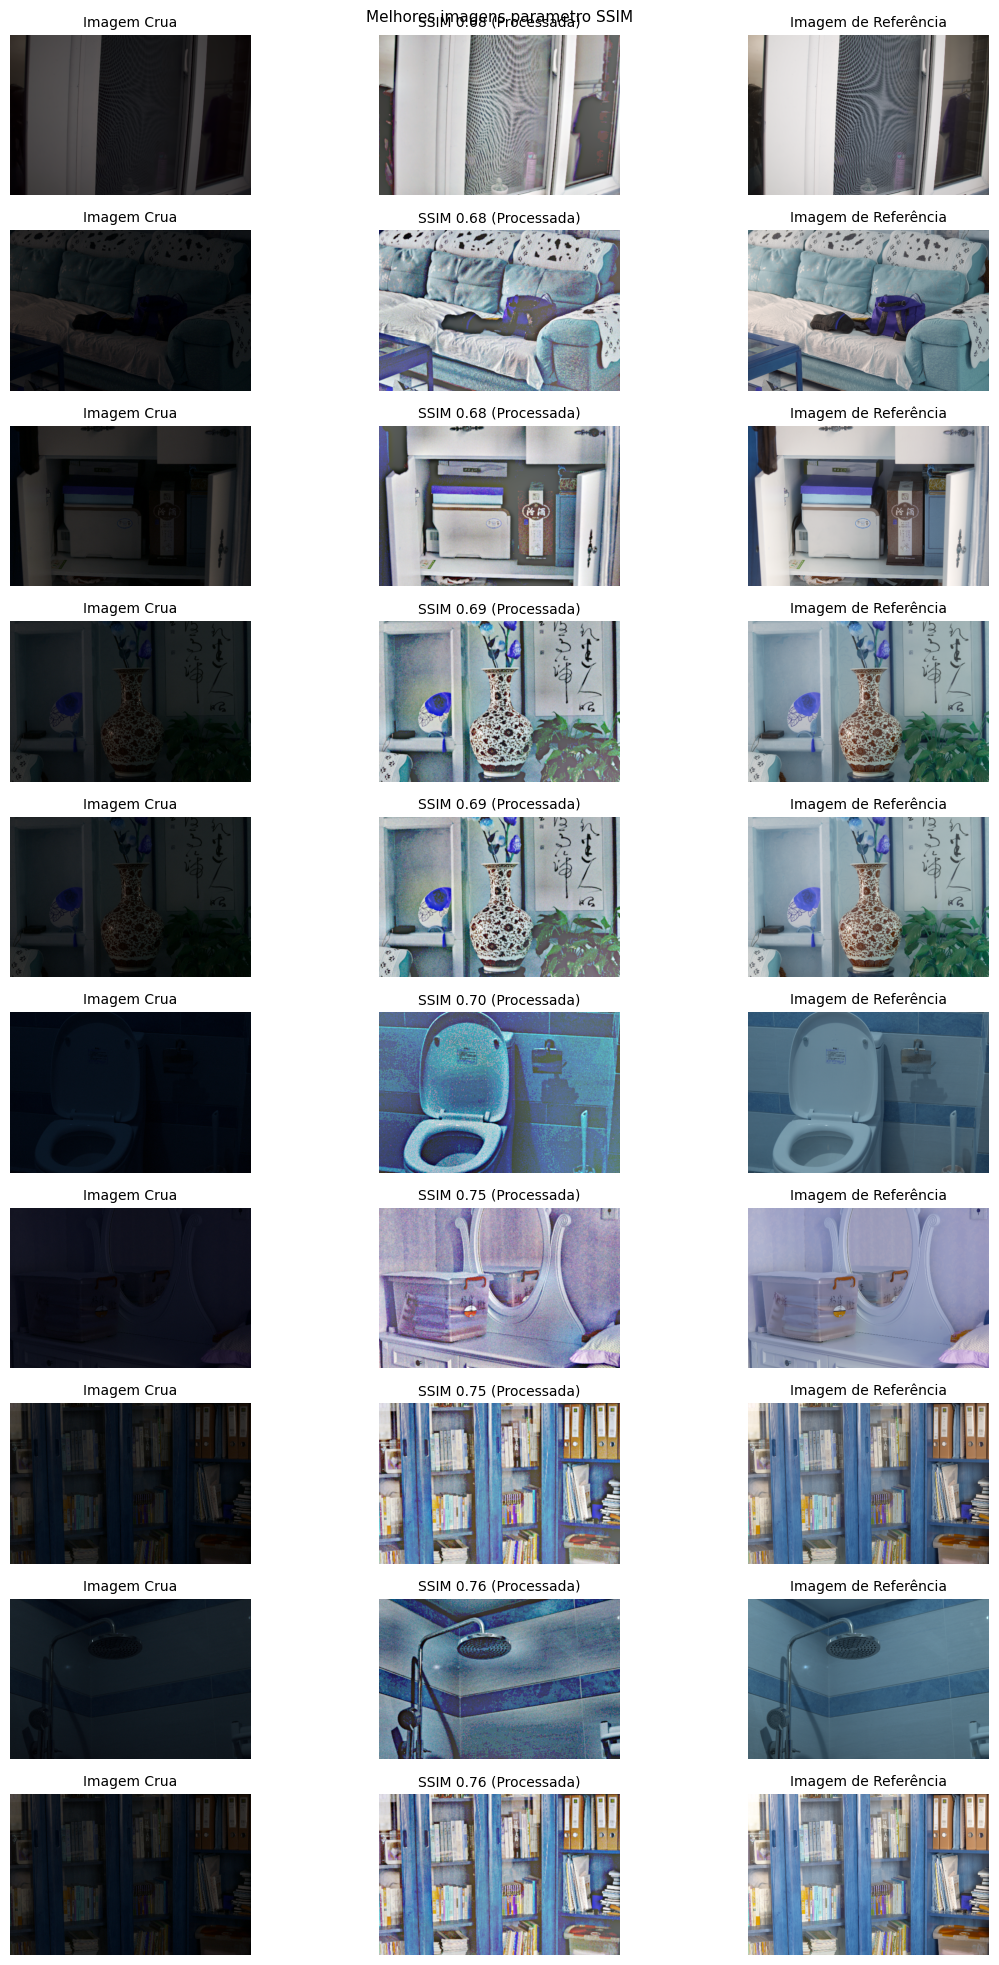 Melhores imagens parametro SSIM
Imagem Crua
SSIM 0.68 (Processada)
Imagem de Referência
Imagem Crua
SSIM 0.68 (Processada)
Imagem de Referência
Imagem Crua
SSIM 0.68 (Processada)
Imagem de Referência
Imagem Crua
SSIM 0.69 (Processada)
Imagem de Referência
Imagem Crua
SSIM 0.69 (Processada)
Imagem de Referência
Imagem Crua
SSIM 0.70 (Processada)
Imagem de Referência
Imagem Crua
SSIM 0.75 (Processada)
Imagem de Referência
Imagem Crua
SSIM 0.75 (Processada)
Imagem de Referência
Imagem Crua
SSIM 0.76 (Processada)
Imagem de Referência
Imagem Crua
SSIM 0.76 (Processada)
Imagem de Referência